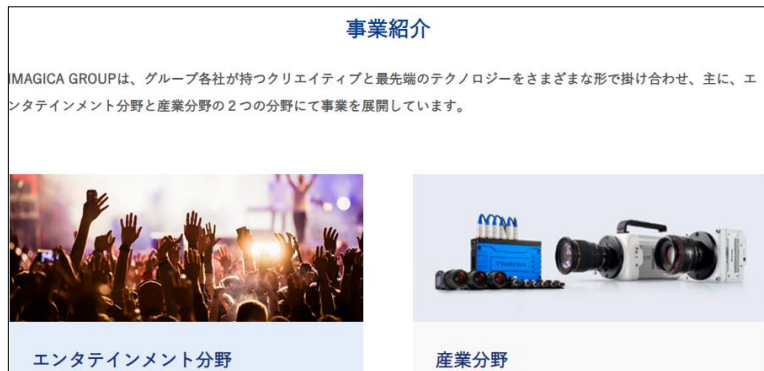 事業紹介
IMAGICA GROUPは、グループ各社が持つクリエイティブと最先端のテクノロジーをさまざまな形で掛け合わせ、主に、エ
ンタテインメント分野と産業分野の２つの分野にて事業を展開しています。
Photron
エンタテインメント分野
産業分野